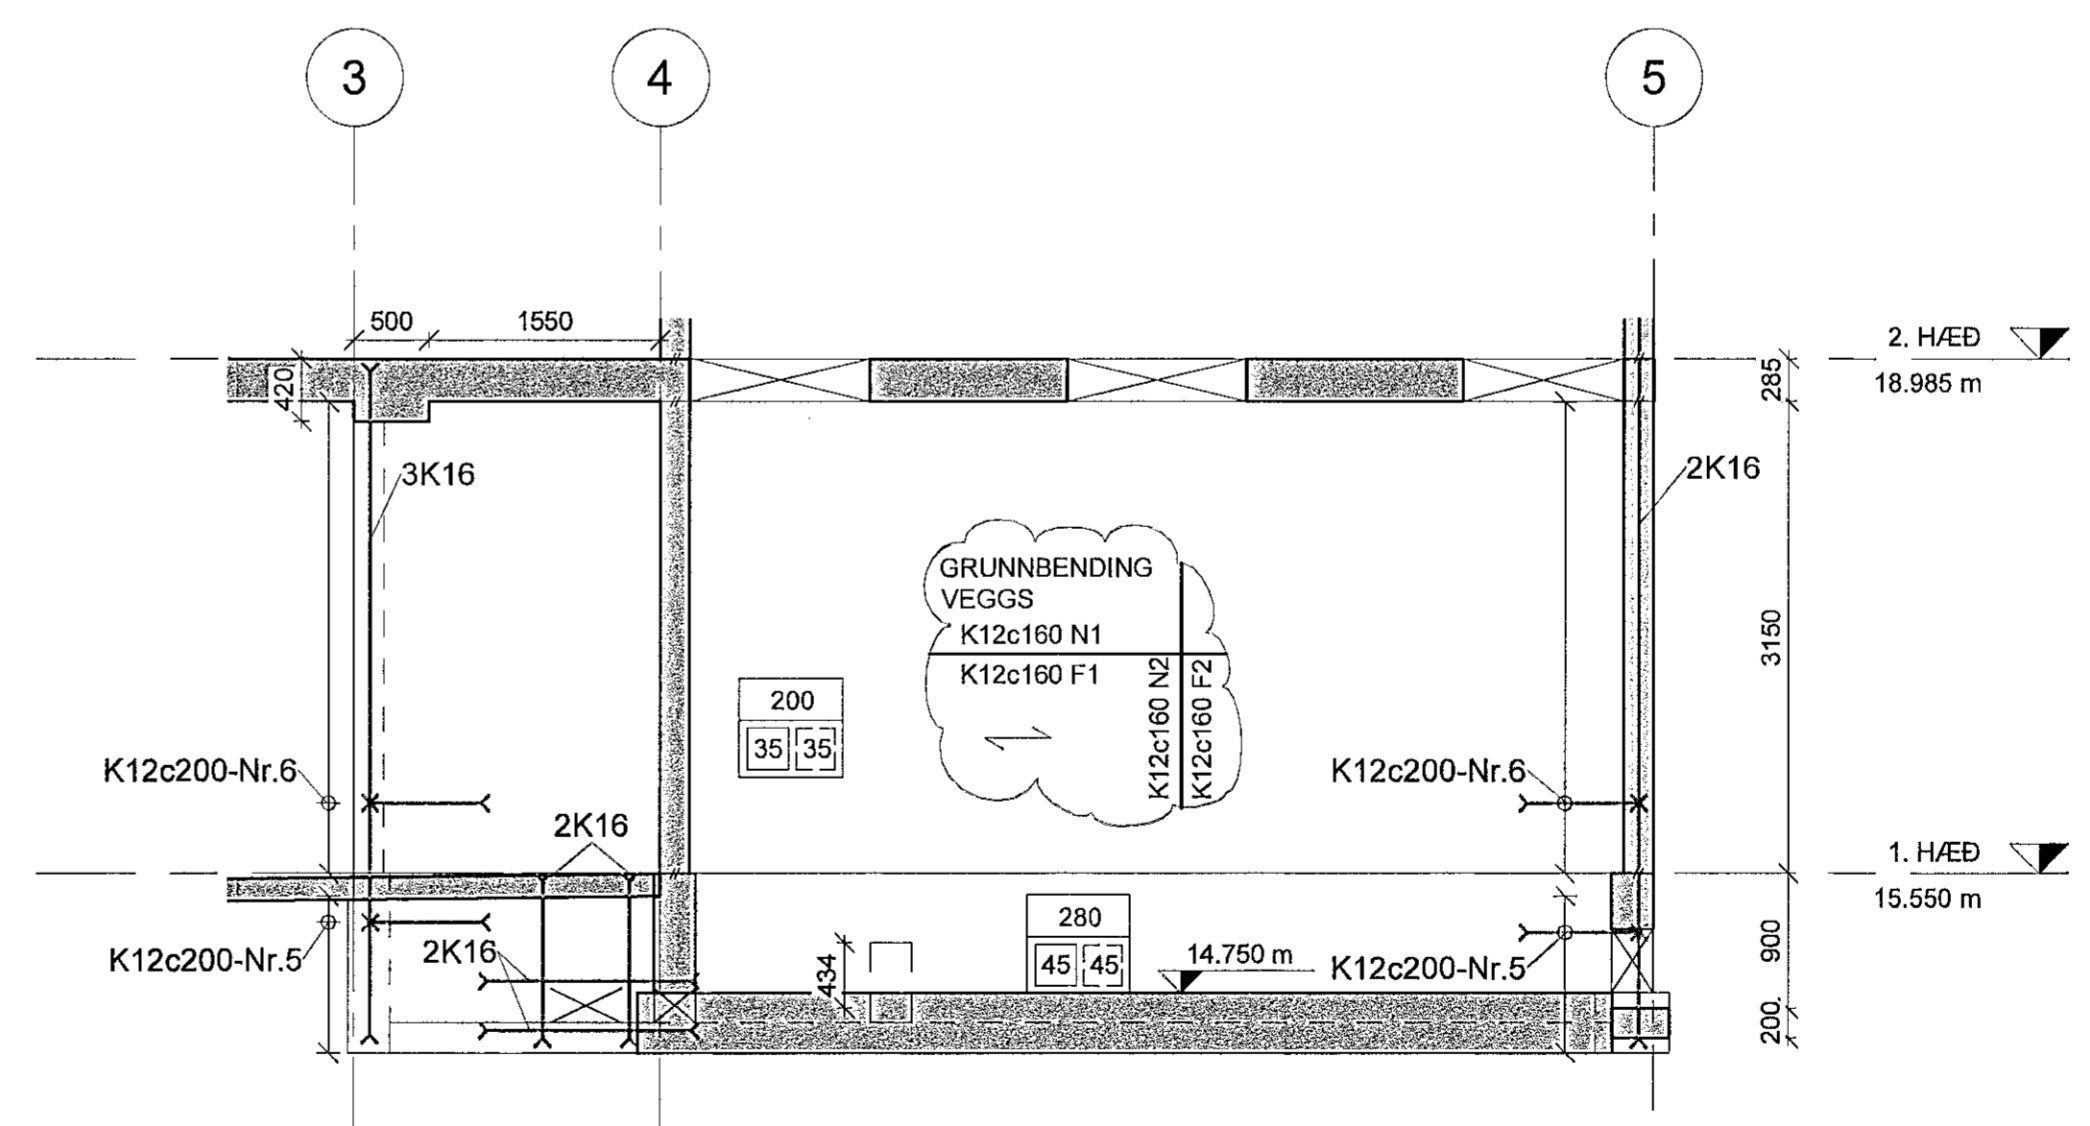 3
4
5
500
1550
2. HÆÐ
18.985 m
285
420
3K16
2K16
GRUNNBENDING
VEGGS
K12c160 N1
K12c160 F1
K12c160 N2
K12c160 F2
3150
200
35 35
K12c200-Nr.6
K12c200-Nr.6
2K16
1. HÆÐ
15.550 m
280
45 45
2K16
434
14.750 m
K12c200-Nr.5
K12c200-Nr.5
900
200.